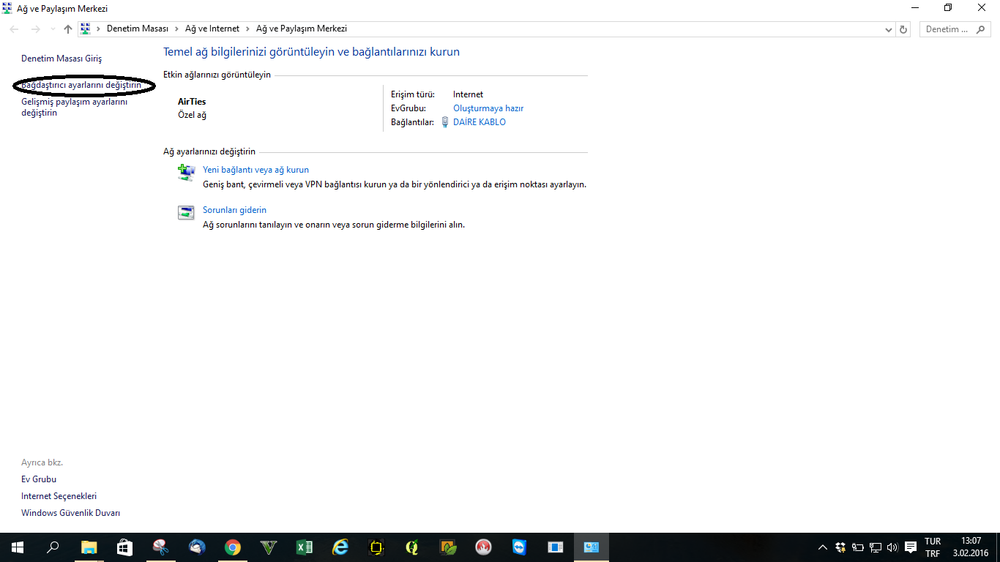 Ağ ve Paylaşım Merkezi
Denetim Masası > Ağ ve Internet > Ağ ve Paylaşım Merkezi
Denetim ...
Denetim Masası Giriş
Bağdaştırıcı ayarlarını değiştirin
Gelişmiş paylaşım ayarlarını
değiştirin
Temel ağ bilgilerinizi görüntüleyin ve bağlantılarınızı kurun
Etkin ağlarınızı görüntüleyin
AirTies
Özel ağ
Erişim türü: Internet
EvGrubu: Oluşturmaya hazır
Bağlantılar: DAİRE KABLO
Ağ ayarlarınızı değiştirin
Yeni bağlantı veya ağ kurun
Geniş bant, çevirmeli veya VPN bağlantısı kurun ya da bir yönlendirici ya da erişim noktası ayarlayın.
Sorunları giderin
Ağ sorunlarını tanılayın ve onarın veya sorun giderme bilgilerini alın.
Ayrıca bkz.
Ev Grubu
Internet Seçenekleri
Windows Güvenlik Duvarı
TUR
TRF
13:07
3.02.2016